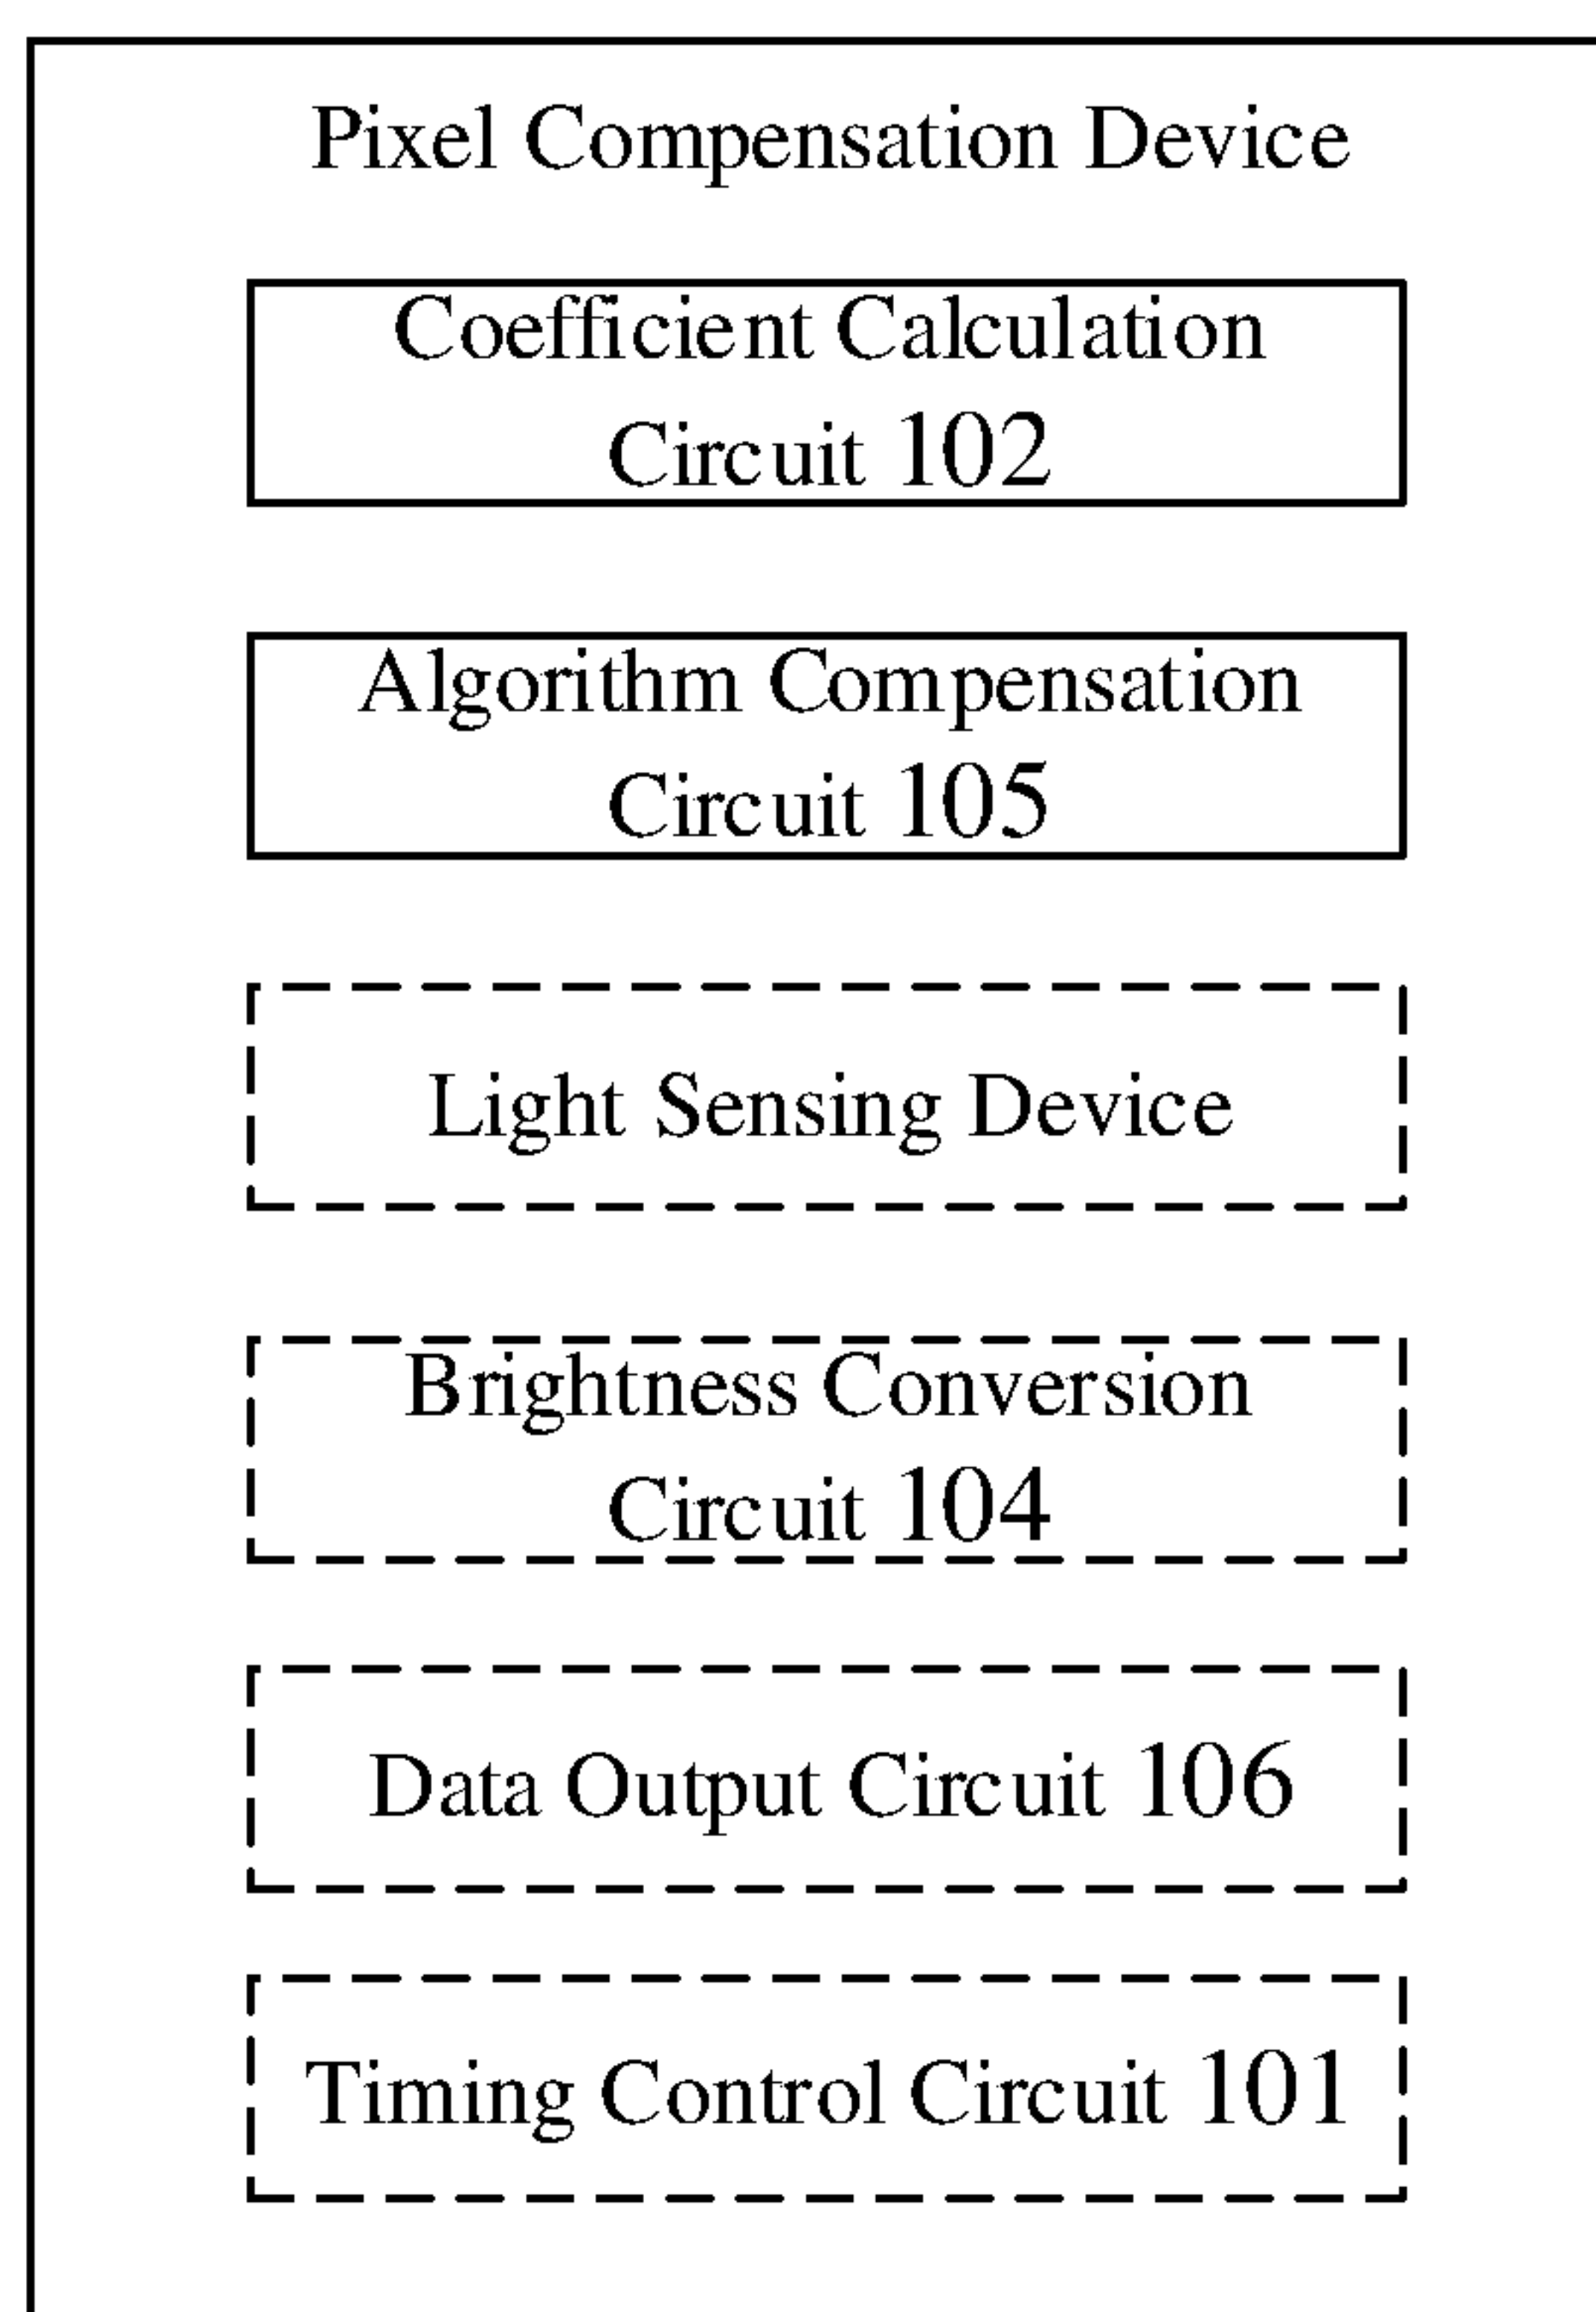 Pixel Compensation Device
Coefficient Calculation
Circuit 102
Algorithm Compensation
Circuit 105
Light Sensing Device
Brightness Conversion
Circuit 104
Data Output Circuit 106
Timing Control Circuit 101